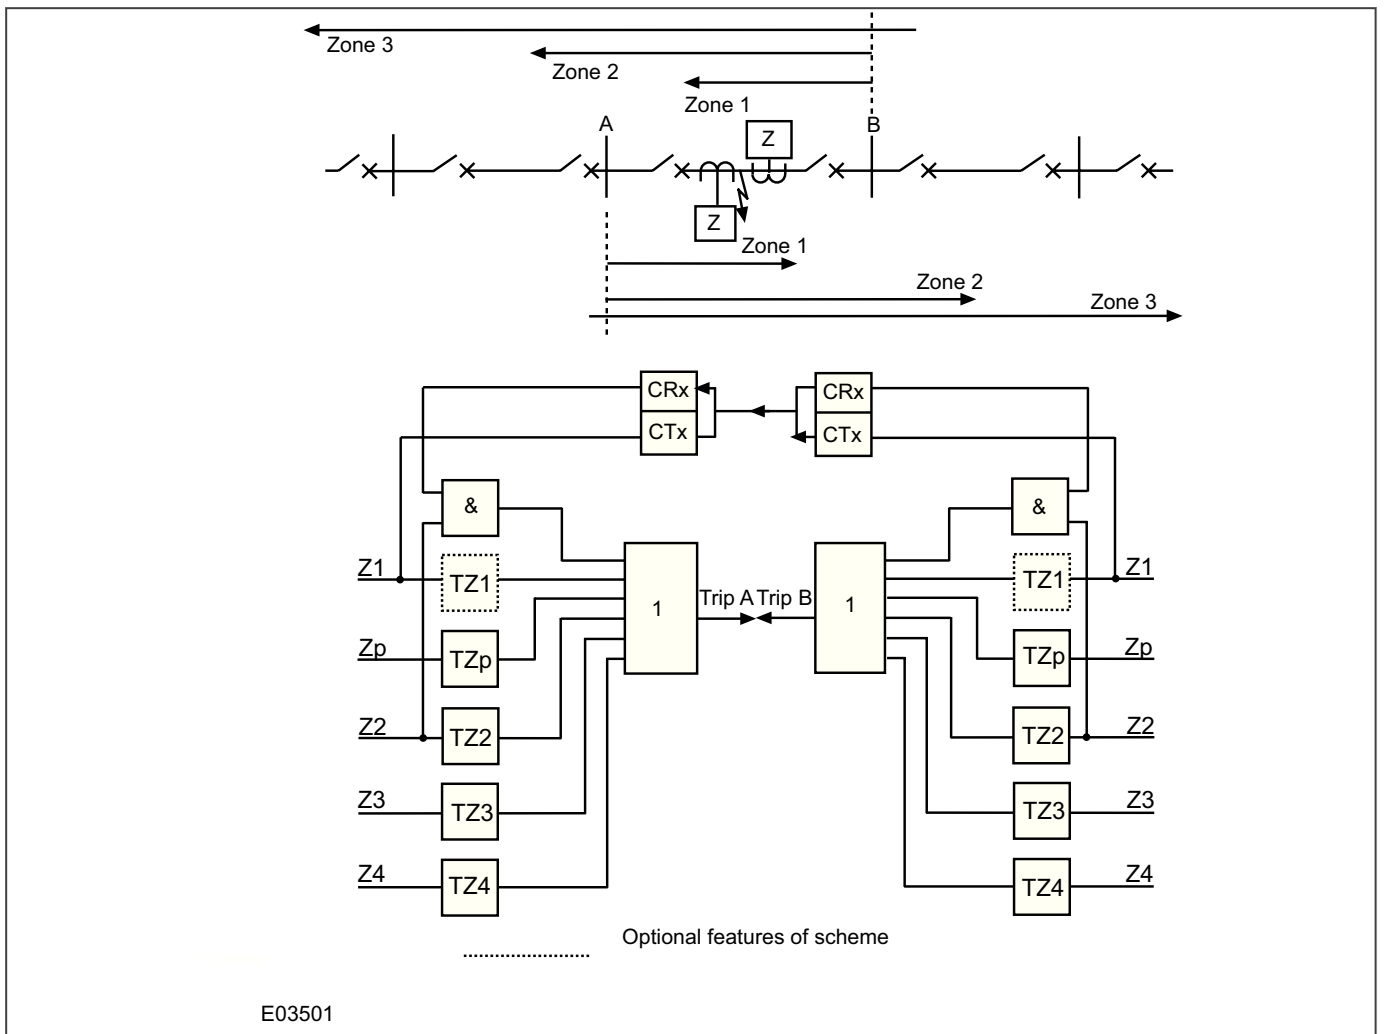 Zone 3
Zone 2
Zone 1
A
Z
B
Z
Zone 1
Zone 2
Zone 3
CRx
CRx
CTx
CTx
&
&
Z1
TZ1
TZ1
Z1
1
Trip A
Trip B
1
Zp
TZp
TZp
Zp
Z2
TZ2
TZ2
Z2
Z3
TZ3
TZ3
Z3
Z4
TZ4
TZ4
Z4
Optional features of scheme
E03501